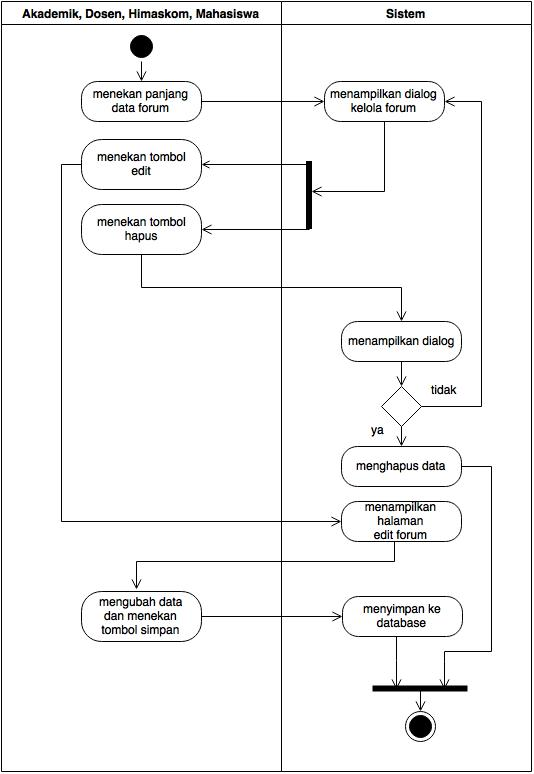 Akademik, Dosen, Himaskom, Mahasiswa
Sistem
menekan panjang
data forum
menampilkan dialog
kelola forum
menekan tombol
edit
menekan tombol
hapus
menampilkan dialog
tidak
ya
menghapus data
menampilkan
halaman
edit forum
mengubah data
dan menekan
tombol simpan
menyimpan ke
database